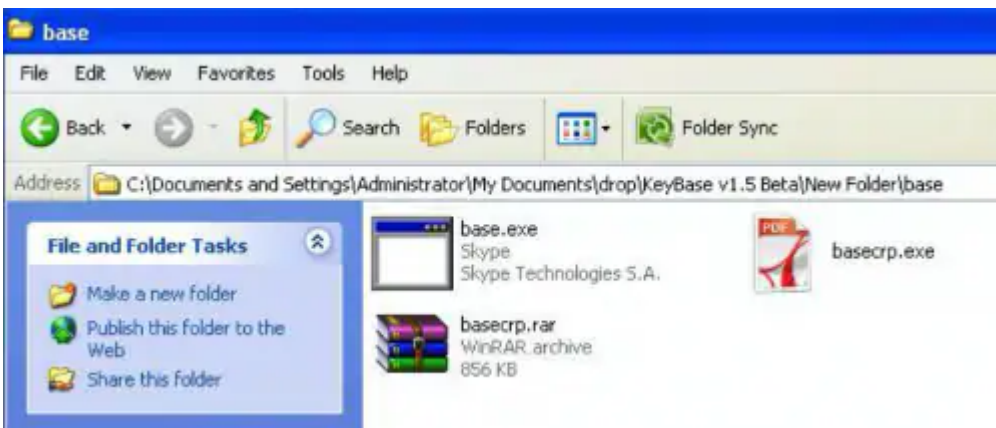 base
File Edit View Favorites Tools Help
Back Search Folders Folder Sync
Address C:\Documents and Settings\Administrator\My Documents\drop\KeyBase v1.5 Beta\New Folder\base
File and Folder Tasks
Make a new folder
Publish this folder to the
Web
Share this folder
base.exe
Skype
Skype Technologies S.A.
PDF
basecrp.exe
basecrp.rar
WinRAR archive
856 KB